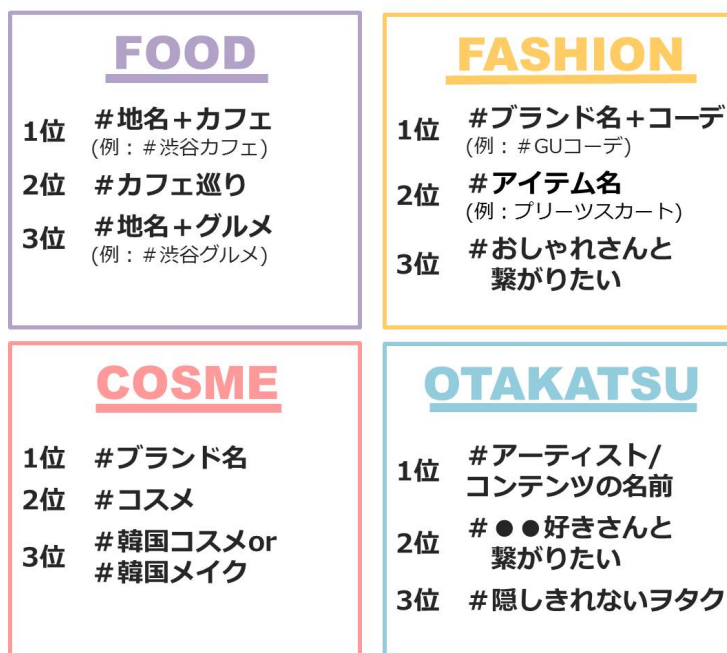 FOOD
1位 #地名+カフェ
(例:#渋谷カフェ)
2位 #カフェ巡り
3位 #地名+グルメ
(例:#渋谷グルメ)
FASHION
1位 #ブランド名+コーデ
(例:#GUコーデ)
2位 #アイテム名
(例:プリーツスカート)
3位 #おしゃれさんと
繋がりたい
COSME
1位 #ブランド名
2位 #コスメ
3位 #韓国コスメor
#韓国メイク
OTAKATSU
1位 #アーティスト/
コンテンツの名前
2位 #●●好きさんと
繋がりたい
3位 #隠しきれないヲタク